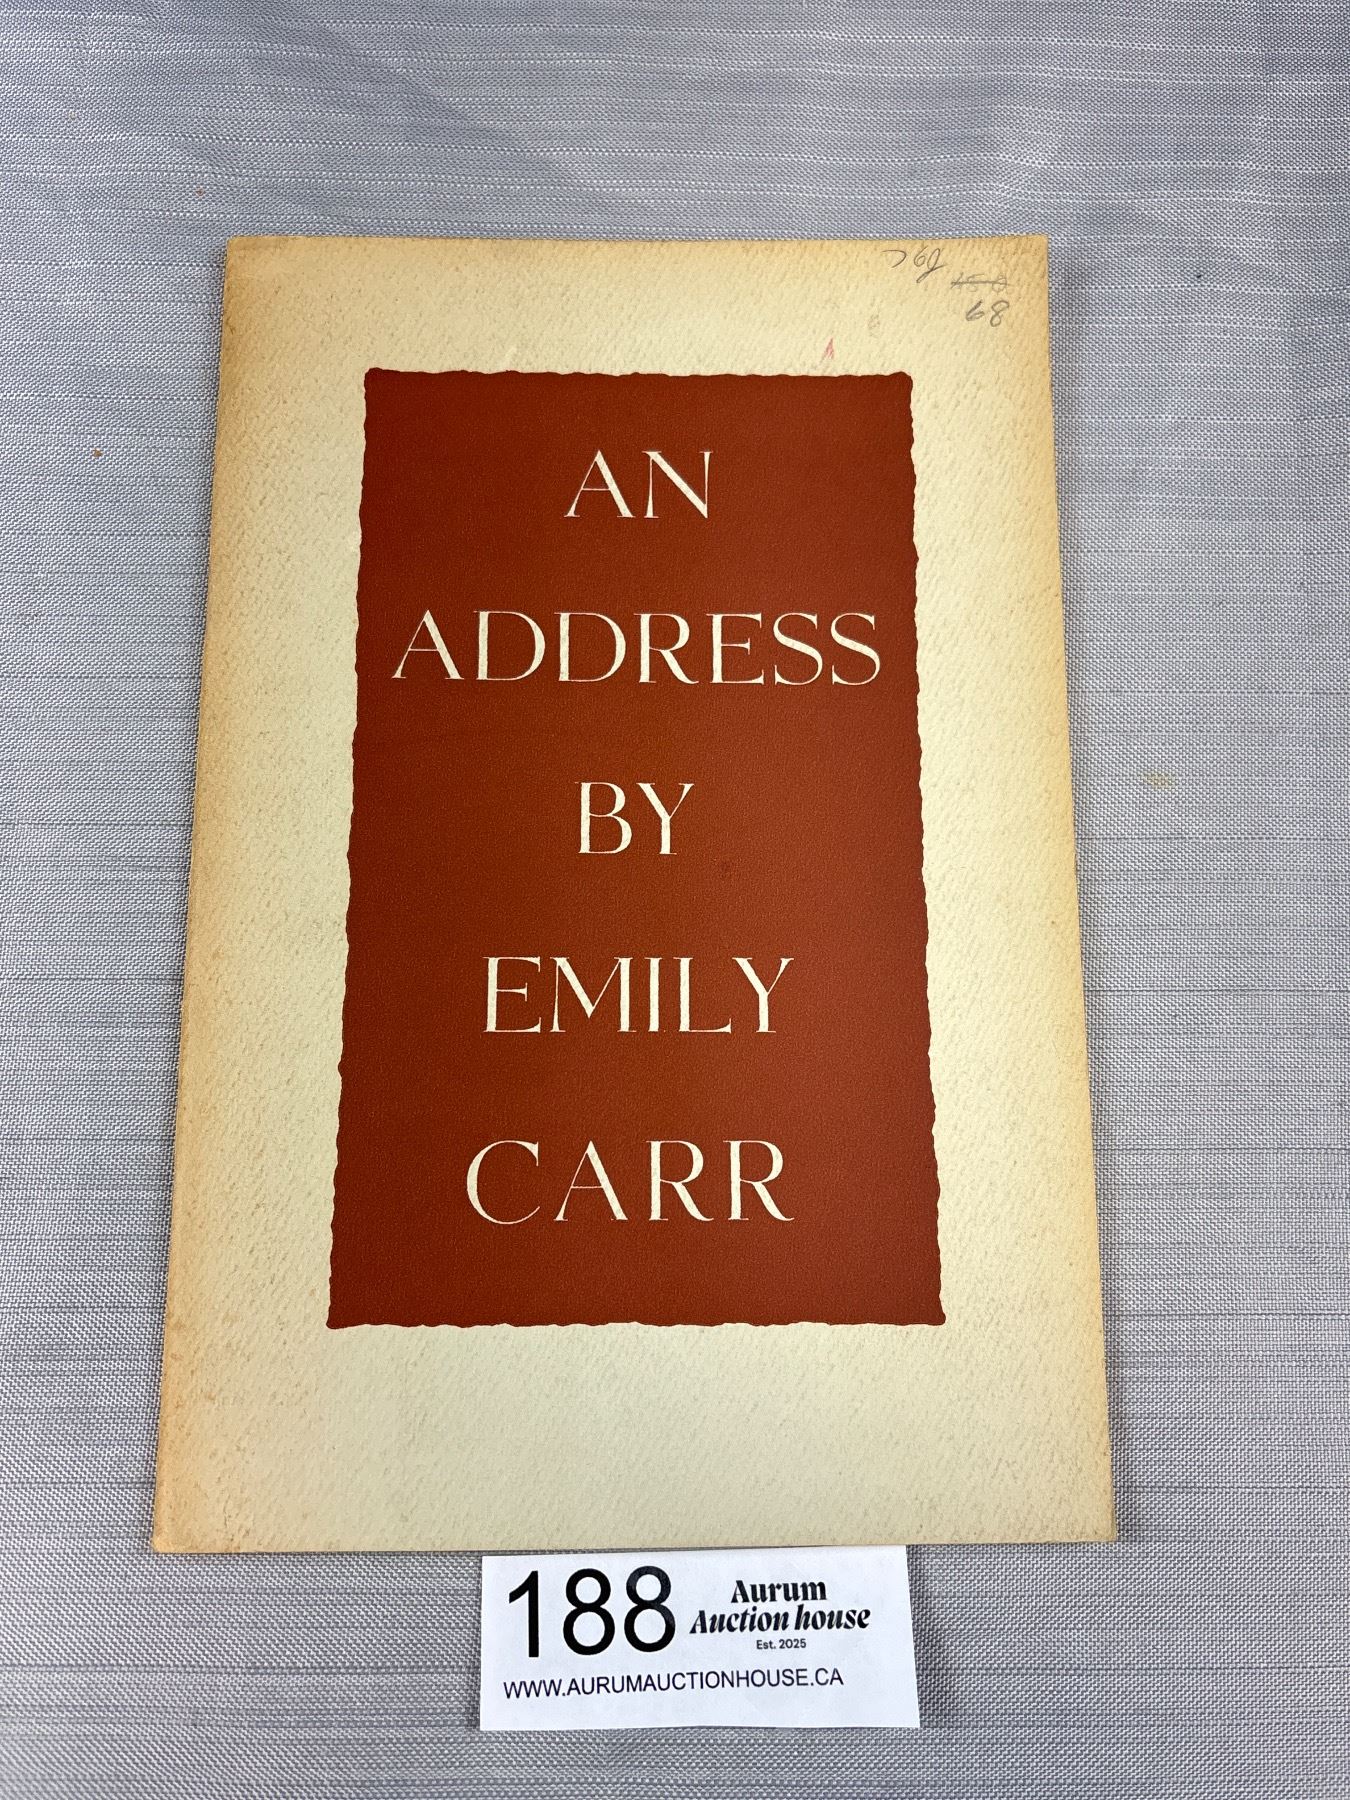 68
AN
ADDRESS
BY
EMILY
CARR
188
Aurum
Auction house
Est. 2025
WWW.AURUMAUCTIONHOUSE.CA